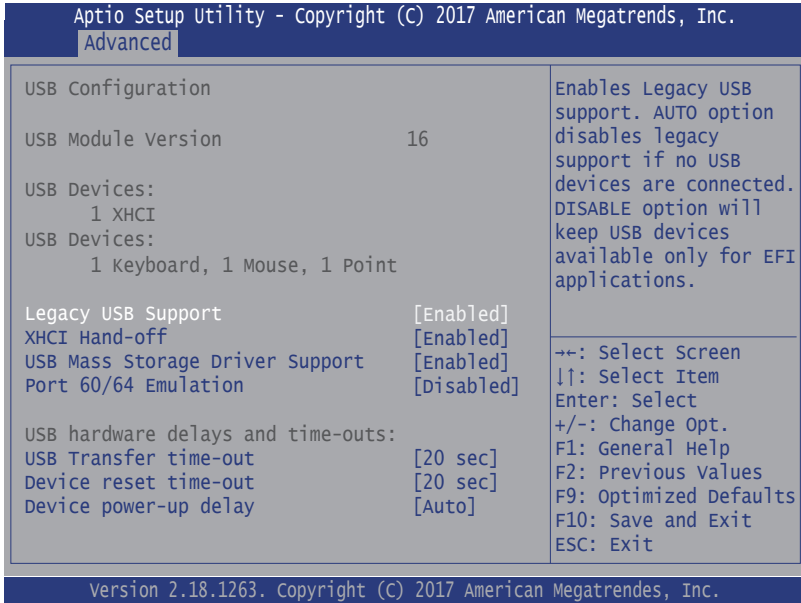 Aptio Setup Utility - Copyright (C) 2017 American Megatrends, Inc.
Advanced
USB Configuration
USB Module Version 16
USB Devices:
1 XHCI
USB Devices:
1 Keyboard, 1 Mouse, 1 Point
Legacy USB Support [Enabled]
XHCI Hand-off [Enabled]
USB Mass Storage Driver Support [Enabled]
Port 60/64 Emulation [Disabled]
USB hardware delays and time-outs:
USB Transfer time-out [20 sec]
Device reset time-out [20 sec]
Device power-up delay [Auto]
Enables Legacy USB
support. AUTO option
disables legacy
support if no USB
devices are connected.
DISABLE option will
keep USB devices
available only for EFI
applications.
→←: Select Screen
↓↑: Select Item
Enter: Select
+/-: Change Opt.
F1: General Help
F2: Previous Values
F9: Optimized Defaults
F10: Save and Exit
ESC: Exit
Version 2.18.1263. Copyright (C) 2017 American Megatrendes, Inc.